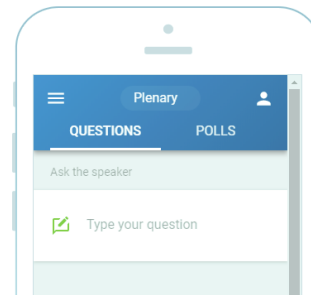 Plenary
QUESTIONS POLLS
Ask the speaker
Type your question